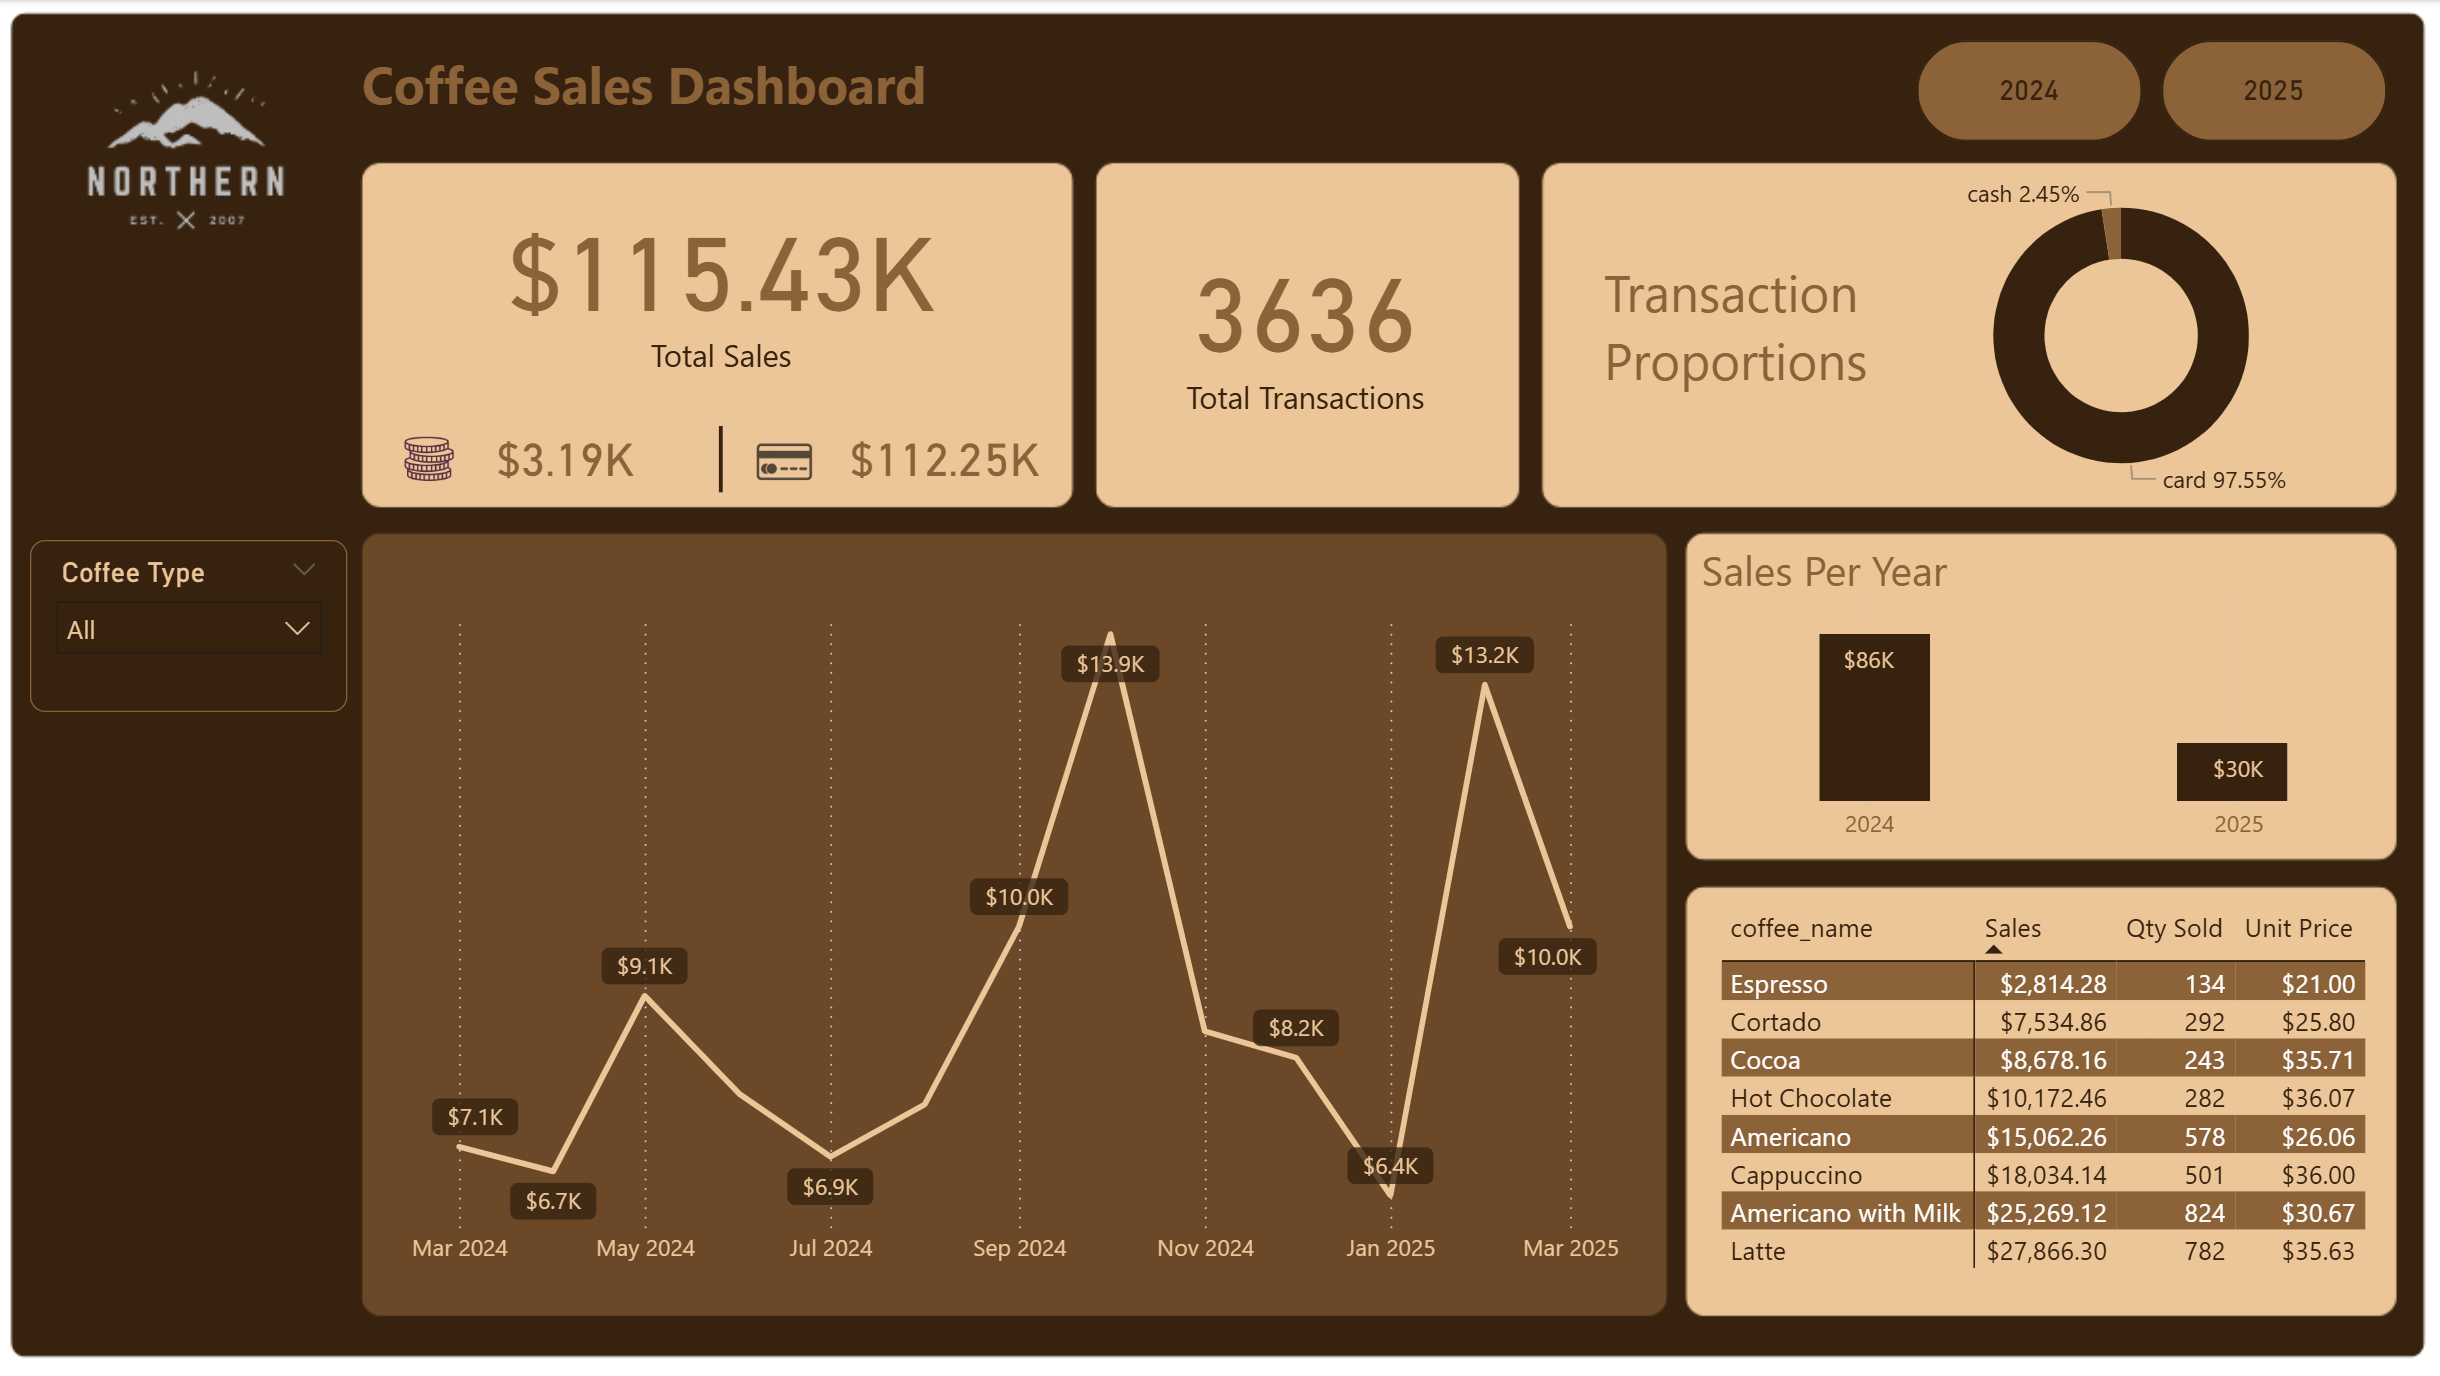 Coffee Sales Dashboard
2024
2025
NORTHERN
EST. 2007
$115.43K
Total Sales
$3.19K
$112.25K
3636
Total Transactions
Transaction
Proportions
cash 2.45%
card 97.55%
Coffee Type
All
$13.9K
$13.2K
$10.0K
$10.0K
$9.1K
$8.2K
$7.1K
$6.7K
$6.9K
$6.4K
Mar 2024 May 2024 Jul 2024 Sep 2024 Nov 2024 Jan 2025 Mar 2025
Sales Per Year
$86K
$30K
2024 2025
coffee_name Sales Qty Sold Unit Price
Espresso $2,814.28 134 $21.00
Cortado $7,534.86 292 $25.80
Cocoa $8,678.16 243 $35.71
Hot Chocolate $10,172.46 282 $36.07
Americano $15,062.26 578 $26.06
Cappuccino $18,034.14 501 $36.00
Americano with Milk $25,269.12 824 $30.67
Latte $27,866.30 782 $35.63